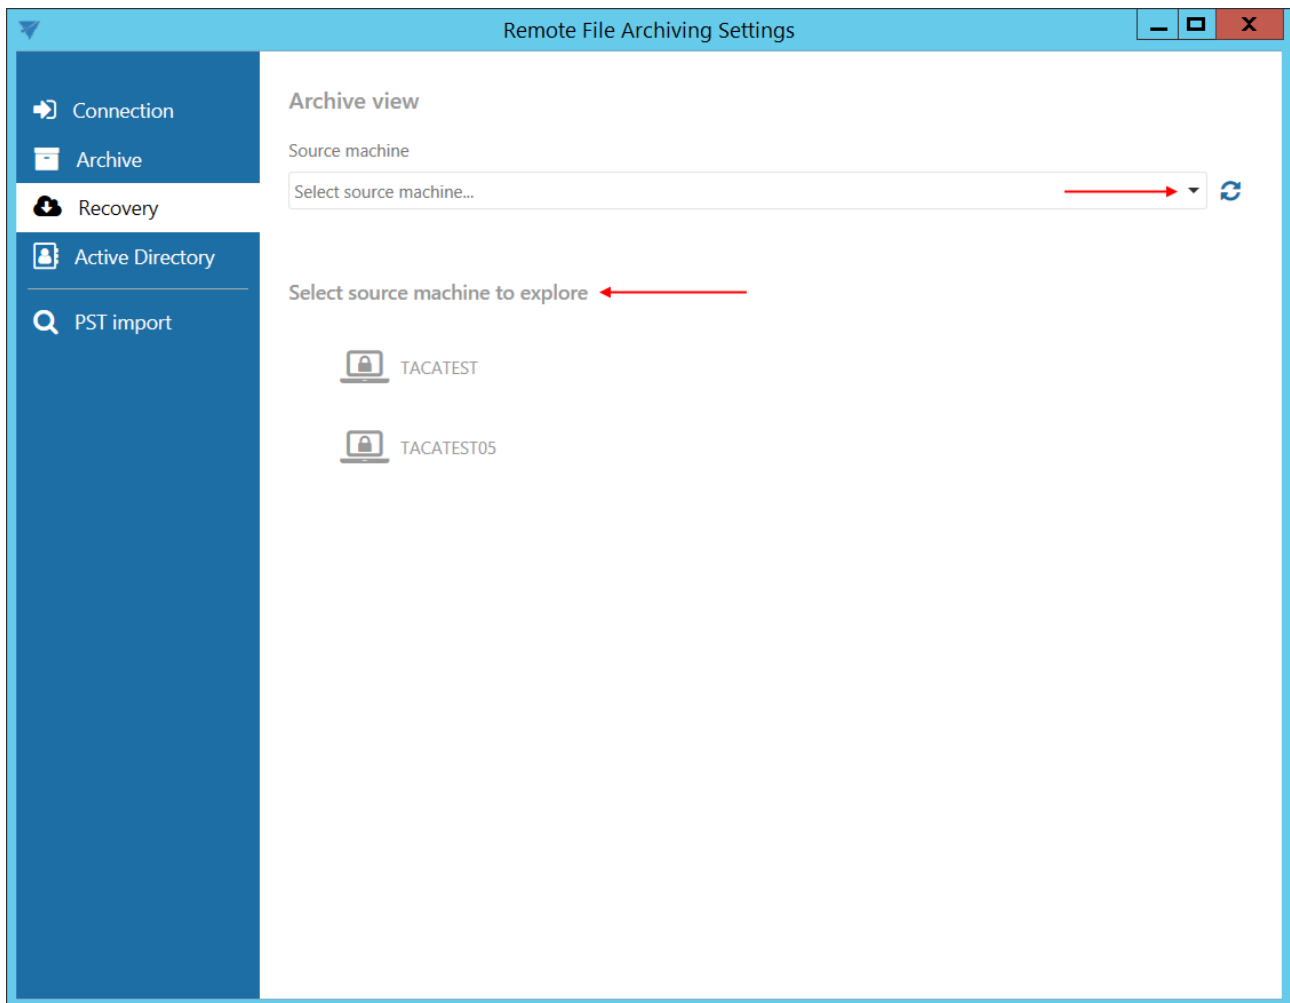 Remote File Archiving Settings
Connection
Archive
Recovery
Active Directory
PST import
Archive view
Source machine
Select source machine...
Select source machine to explore
TACATEST
TACATEST05